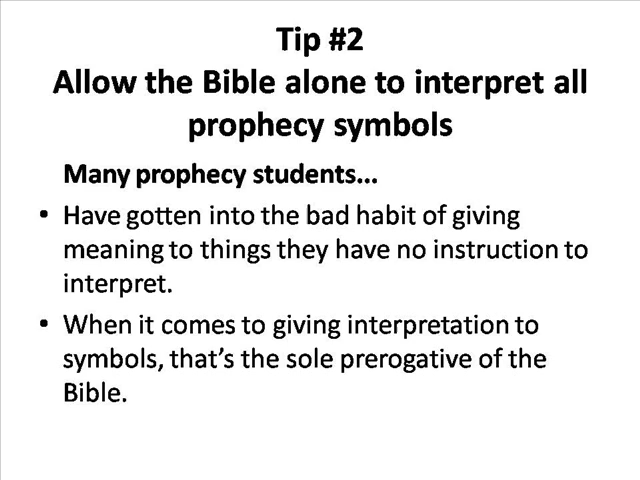 Tip #2
Allow the Bible alone to interpret all
prophecy symbols
Many prophecy students...
• Have gotten into the bad habit of giving
meaning to things they have no instruction to
interpret.
• When it comes to giving interpretation to
symbols, that’s the sole prerogative of the
Bible.